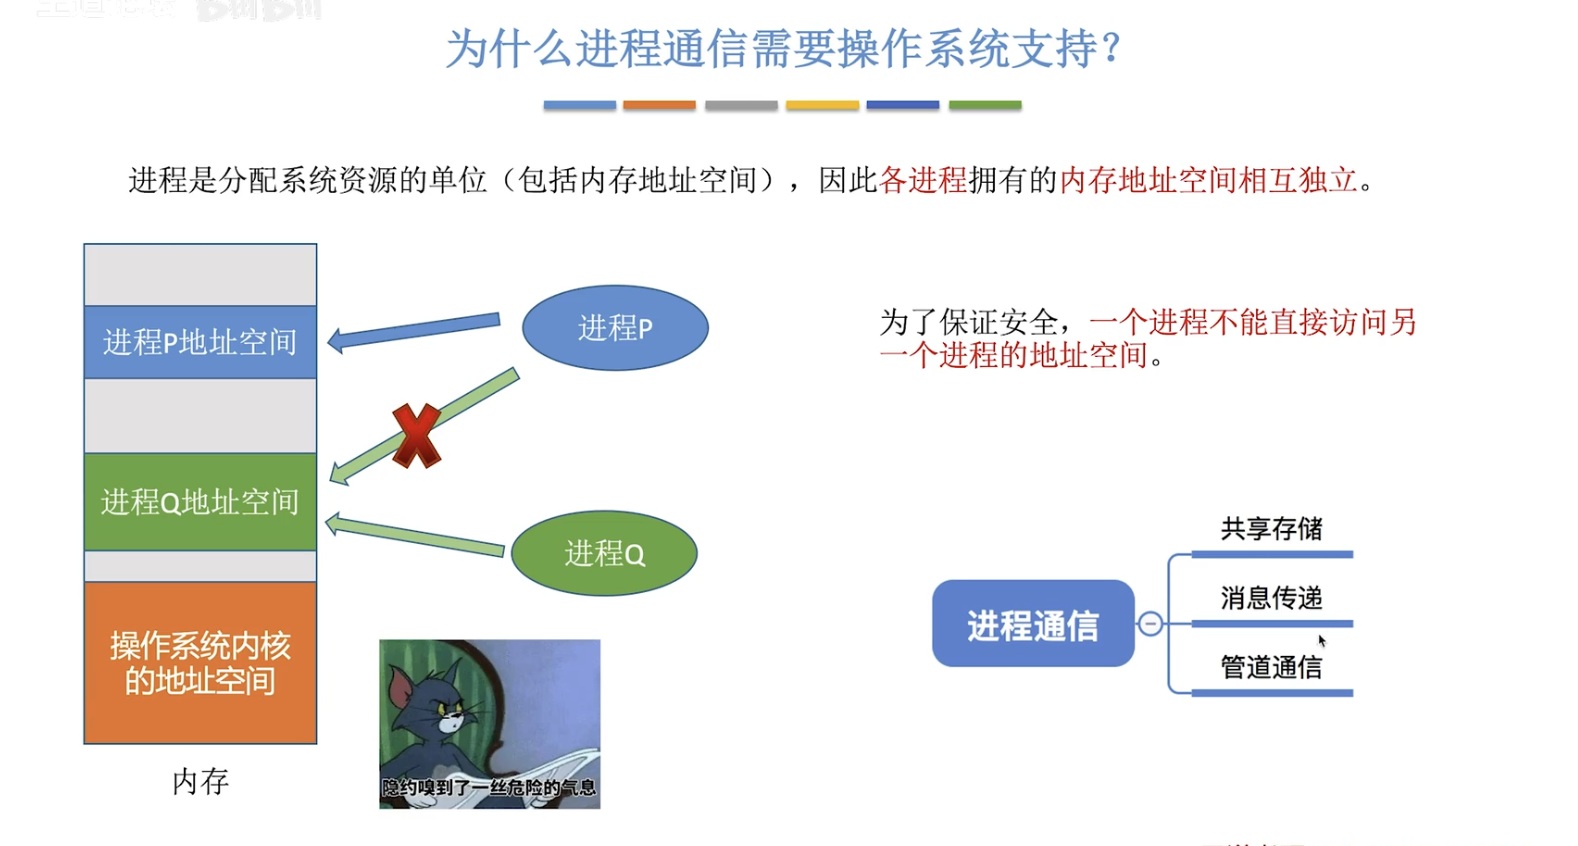 为什么进程通信需要操作系统支持？
进程是分配系统资源的单位（包括内存地址空间），因此各进程拥有的内存地址空间相互独立。
进程P地址空间
进程P
为了保证安全，一个进程不能直接访问另
一个进程的地址空间。
进程Q地址空间
进程Q
操作系统内核
的地址空间
内存
隐约嗅到了一丝危险的气息
进程通信
共享存储
消息传递
管道通信